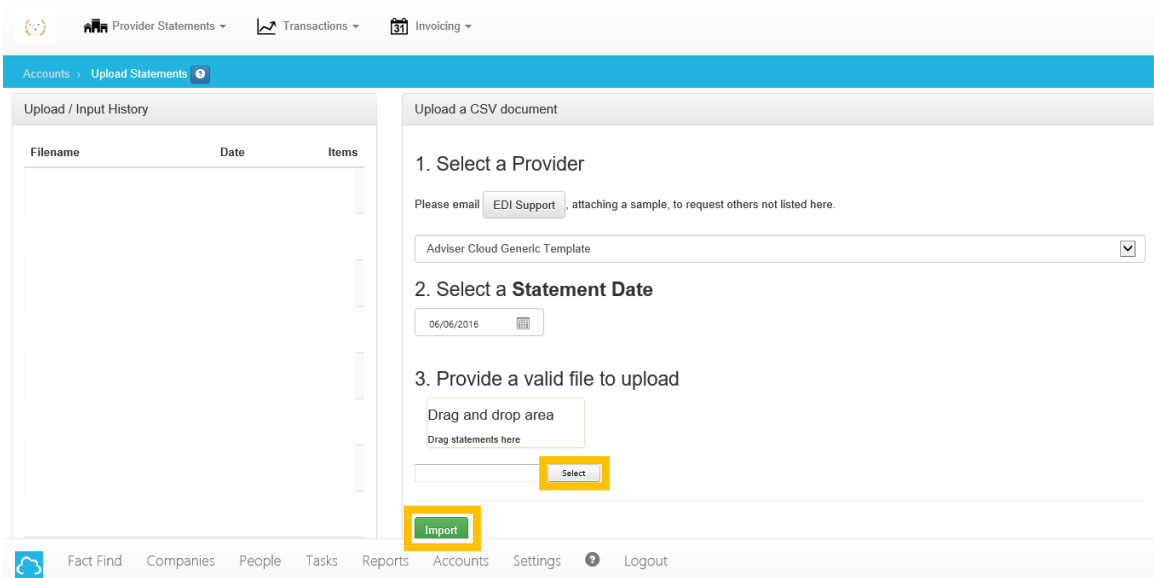 Provider Statements Transactions 31 Invoicing
Accounts › Upload Statements ?
Upload / Input History
Filename Date Items
Upload a CSV document
1. Select a Provider
Please email EDI Support , attaching a sample, to request others not listed here.
Adviser Cloud Generic Template
2. Select a Statement Date
06/06/2016
3. Provide a valid file to upload
Drag and drop area
Drag statements here
Select
Import
Fact Find Companies People Tasks Reports Accounts Settings ? Logout